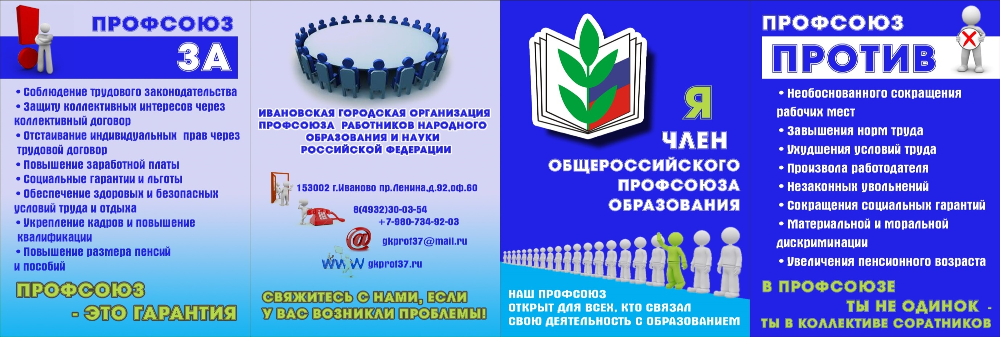 ПРОФСОЮЗ
ЗА
• Соблюдение трудового законодательства
• Защиту коллективных интересов через
коллективный договор
• Отстаивание индивидуальных прав через
трудовой договор
• Повышение заработной платы
• Социальные гарантии и льготы
• Обеспечение здоровых и безопасных
условий труда и отдыха
• Укрепление кадров и повышение
квалификации
• Повышение размера пенсий
и пособий
ПРОФСОЮЗ
- ЭТО ГАРАНТИЯ
ИВАНОВСКАЯ ГОРОДСКАЯ ОРГАНИЗАЦИЯ
ПРОФСОЮЗА РАБОТНИКОВ НАРОДНОГО
ОБРАЗОВАНИЯ И НАУКИ
РОССИЙСКОЙ ФЕДЕРАЦИИ
153002 г.Иваново пр.Ленина,д.92,оф.60
8(4932)30-03-54
+7-980-734-92-03
@ gkprof37@mail.ru
www gkprof37.ru
СВЯЖИТЕСЬ С НАМИ, ЕСЛИ
У ВАС ВОЗНИКЛИ ПРОБЛЕМЫ!
Я
ЧЛЕН
ОБЩЕРОССИЙСКОГО
ПРОФСОЮЗА
ОБРАЗОВАНИЯ
НАШ ПРОФСОЮЗ
ОТКРЫТ ДЛЯ ВСЕХ, КТО СВЯЗАЛ
СВОЮ ДЕЯТЕЛЬНОСТЬ С ОБРАЗОВАНИЕМ
ПРОФСОЮЗ
ПРОТИВ
• Необоснованного сокращения
рабочих мест
• Завышения норм труда
• Ухудшения условий труда
• Произвола работодателя
• Незаконных увольнений
• Сокращения социальных гарантий
• Материальной и моральной
дискриминации
• Увеличения пенсионного возраста
В ПРОФСОЮЗЕ
ТЫ НЕ ОДИНОК -
ТЫ В КОЛЛЕКТИВЕ СОРАТНИКОВ